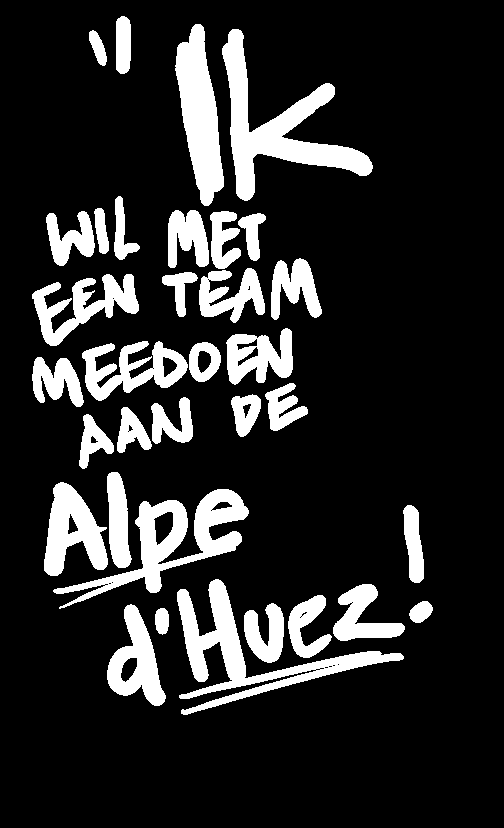 "Ik
WIL MET
EEN TEAM
MEEDOEN
AAN DE
Alpe
d'Huez!